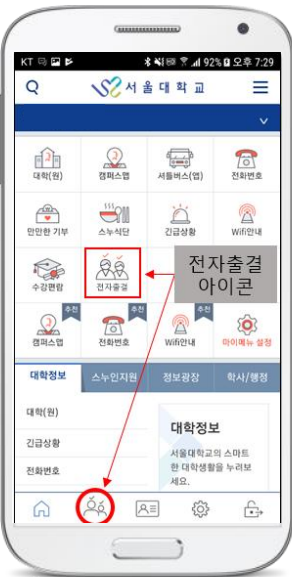 KT 92% 오후 7:29
서울대학교
대학(원) 캠퍼스맵 셔틀버스(앱) 전화번호
만만한 기부 스누식단 긴급상황 Wifi안내
수강편람 전자출결
전자출결
아이콘
추천 추천 추천
캠퍼스맵 전화번호 Wifi안내 마이메뉴 설정
대학정보 스누인지원 정보광장 학사/행정
대학(원)
긴급상황
전화번호
대학정보
서울대학교의 스마트
한 대학생활을 누려보
세요.